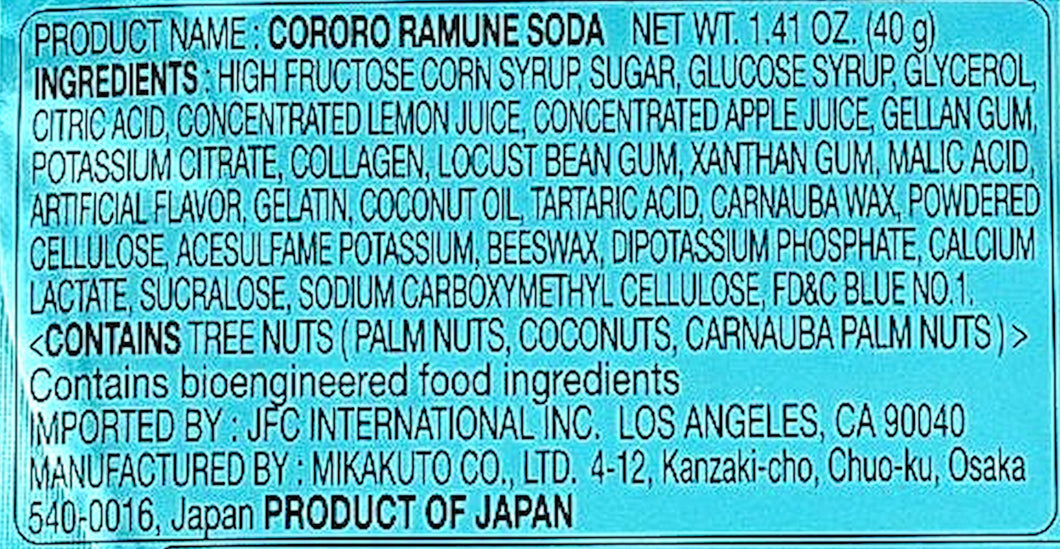 PRODUCT NAME : CORORO RAMUNE SODA NET WT. 1.41 OZ. (40 g)
INGREDIENTS : HIGH FRUCTOSE CORN SYRUP, SUGAR, GLUCOSE SYRUP, GLYCEROL,
CITRIC ACID, CONCENTRATED LEMON JUICE, CONCENTRATED APPLE JUICE, GELLAN GUM,
POTASSIUM CITRATE, COLLAGEN, LOCUST BEAN GUM, XANTHAN GUM, MALIC ACID,
ARTIFICIAL FLAVOR, GELATIN, COCONUT OIL, TARTARIC ACID, CARNAUBA WAX, POWDERED
CELLULOSE, ACESULFAME POTASSIUM, BEESWAX, DIPOTASSIUM PHOSPHATE, CALCIUM
LACTATE, SUCRALOSE, SODIUM CARBOXYMETHYL CELLULOSE, FD&C BLUE NO.1.
<CONTAINS TREE NUTS ( PALM NUTS, COCONUTS, CARNAUBA PALM NUTS ) >
Contains bioengineered food ingredients
IMPORTED BY : JFC INTERNATIONAL INC. LOS ANGELES, CA 90040
MANUFACTURED BY : MIKAKUTO CO., LTD. 4-12, Kanzaki-cho, Chuo-ku, Osaka
540-0016, Japan PRODUCT OF JAPAN